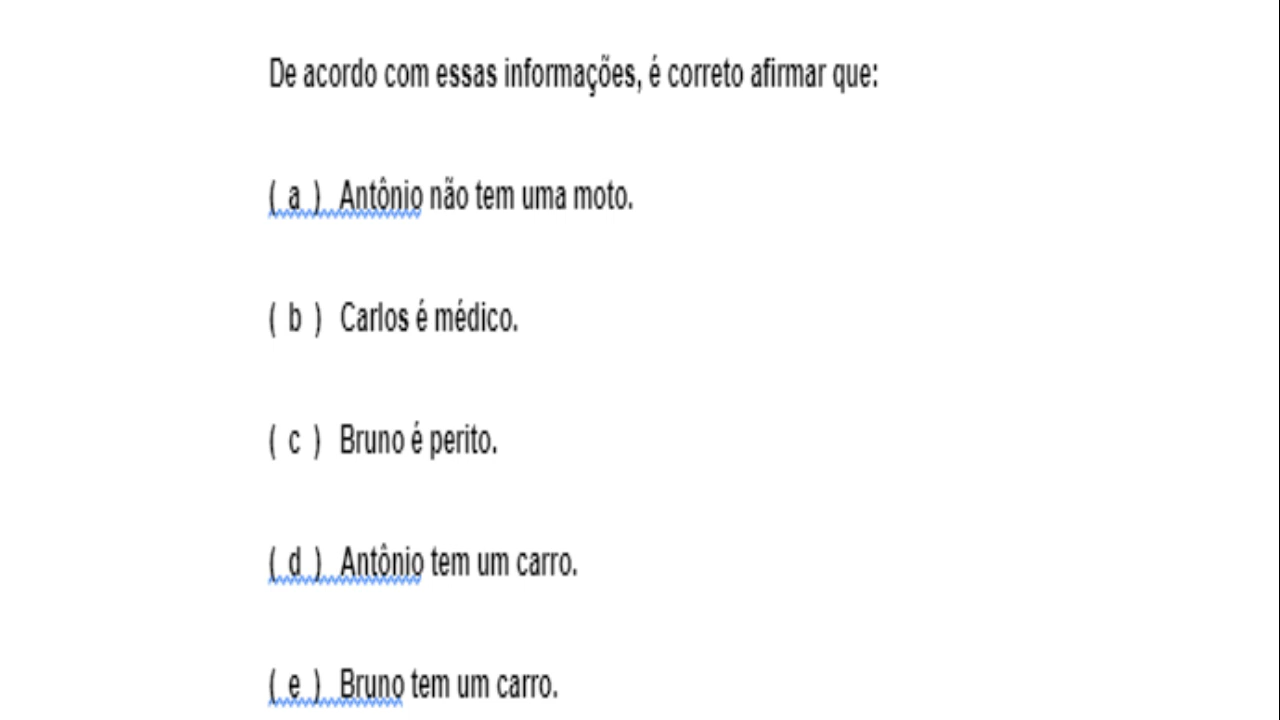 De acordo com essas informações, é correto afirmar que:
( a ) Antônio não tem uma moto.
( b ) Carlos é médico.
( c ) Bruno é perito.
( d ) Antônio tem um carro.
( e ) Bruno tem um carro.